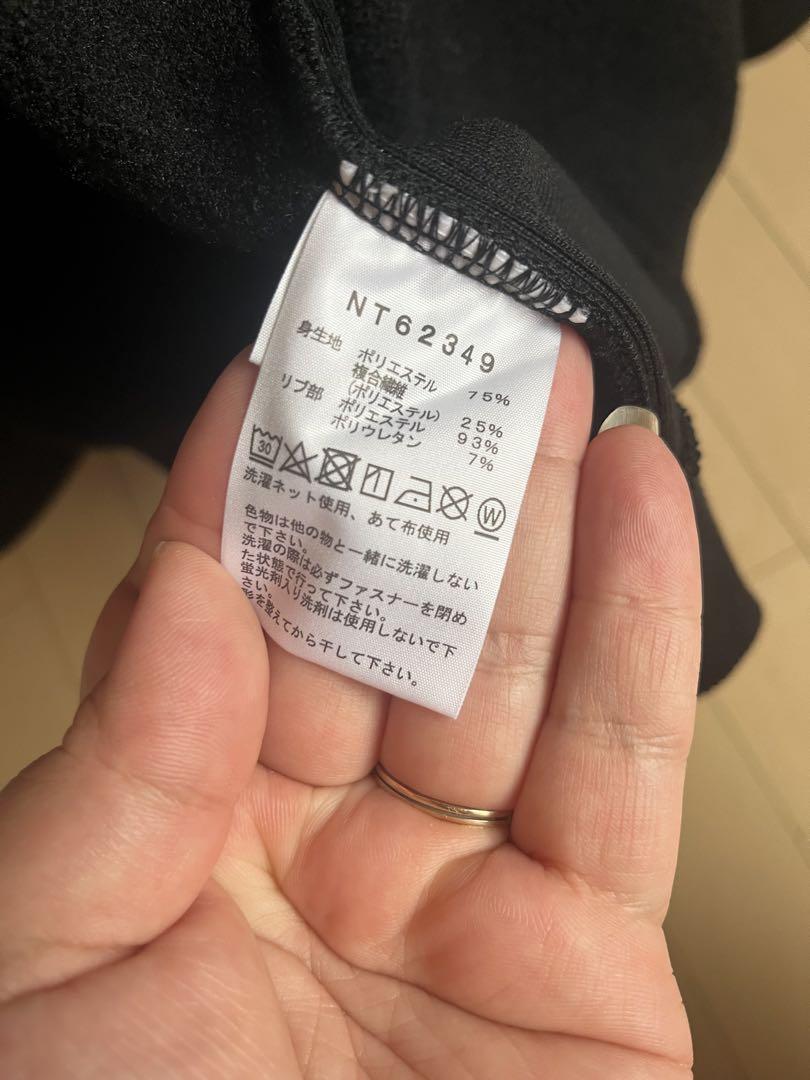 NT62349
身生地 ポリエステル 75%
複合繊維
(ポリエステル) 25%
リブ部 ポリエステル 93%
ポリウレタン 7%
30 W
洗濯ネット使用、あて布使用
色物は他の物と一緒に洗濯しない
で下さい。
洗濯の際は必ずファスナーを閉め
た状態で行って下さい。
蛍光剤入り洗剤は使用しないで下
さい。
形を整えてから干して下さい。